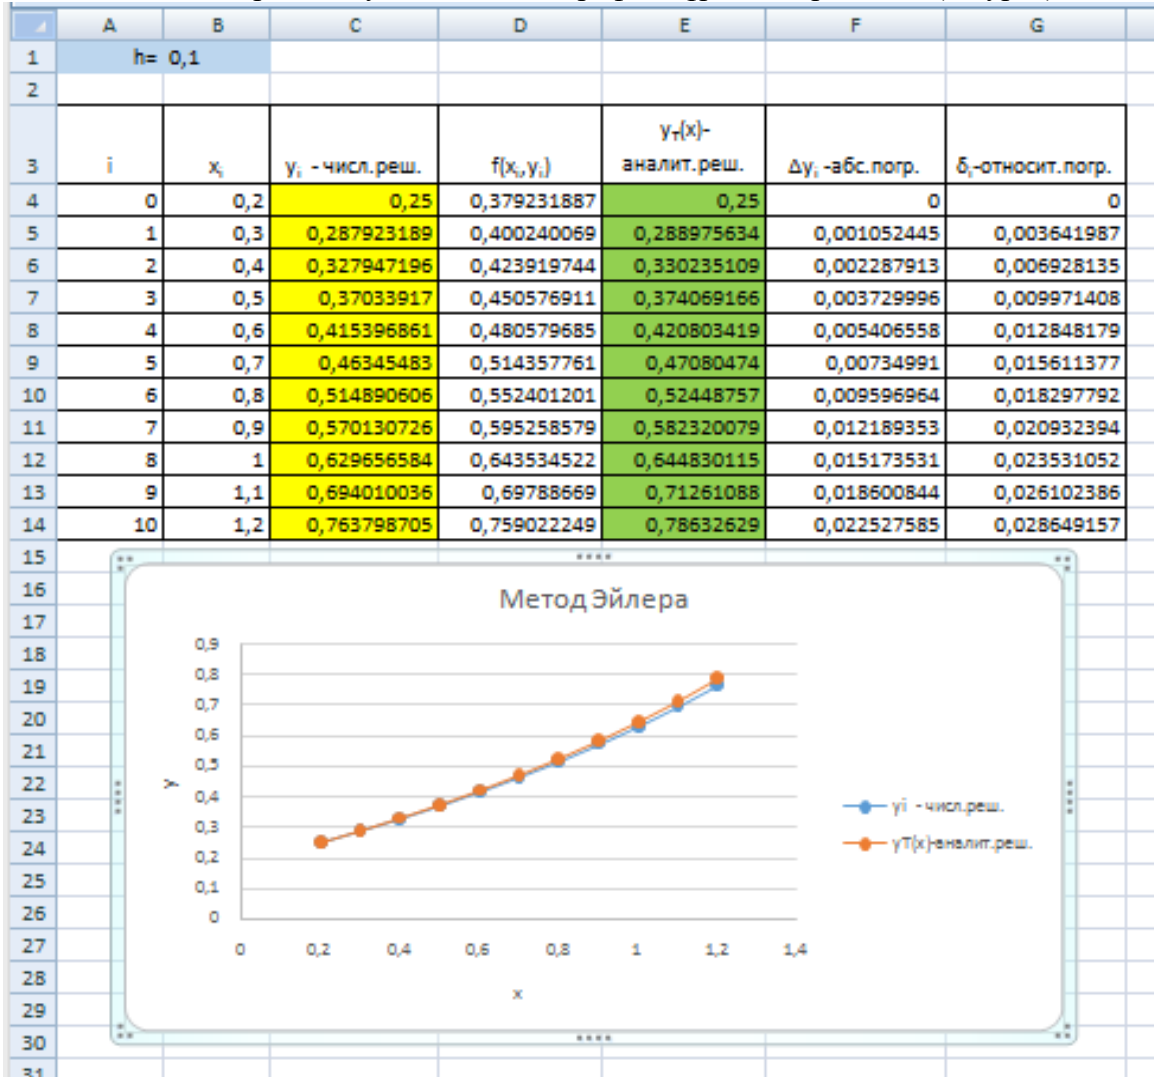 A B C D E F G
1 h= 0,1
2
3 i xᵢ yᵢ - числ.реш. f(xᵢ,yᵢ) yт(x)- аналит.реш. Δyᵢ -абс.погр. δᵢ-относит.погр.
4 0 0,2 0,25 0,379231887 0,25 0 0
5 1 0,3 0,287923189 0,400240069 0,288975634 0,001052445 0,003641987
6 2 0,4 0,327947196 0,423919744 0,330235109 0,002287913 0,006928135
7 3 0,5 0,37033917 0,450576911 0,374069166 0,003729996 0,009971408
8 4 0,6 0,415396861 0,480579685 0,420803419 0,005406558 0,012848179
9 5 0,7 0,46345483 0,514357761 0,47080474 0,00734991 0,015611377
10 6 0,8 0,514890606 0,552401201 0,52448757 0,009596964 0,018297792
11 7 0,9 0,570130726 0,595258579 0,582320079 0,012189353 0,020932394
12 8 1 0,629656584 0,643534522 0,644830115 0,015173531 0,023531052
13 9 1,1 0,694010036 0,69788669 0,71261088 0,018600844 0,026102386
14 10 1,2 0,763798705 0,759022249 0,78632629 0,022527585 0,028649157
15
16
17
18
19
20
21
22
23
24
25
26
27
28
29
30
31
Метод Эйлера
0,9
0,8
0,7
0,6
0,5
0,4
0,3
0,2
0,1
0
y
0 0,2 0,4 0,6 0,8 1 1,2 1,4
x
yi - числ.реш.
yT(x)-аналит.реш.